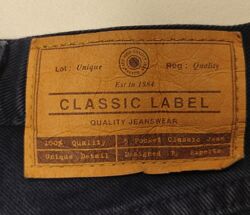 Lot: Unique
Reg: Quality
Est in 1884
CLASSIC LABEL
QUALITY JEANSWEAR
100% Quality 5 Pocket Classic Jean
Unique Detail Designed By Experts